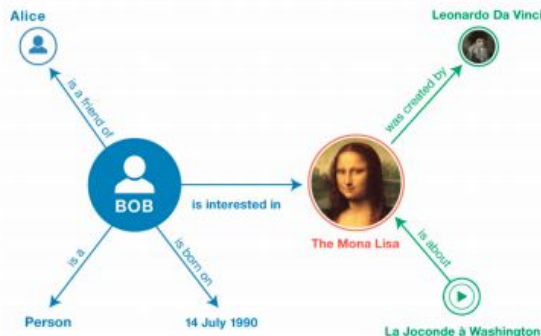 Alice
Leonardo Da Vinci
is a friend of
was created by
BOB
is interested in
The Mona Lisa
is a
is born on
is about
Person
14 July 1990
La Joconde à Washington